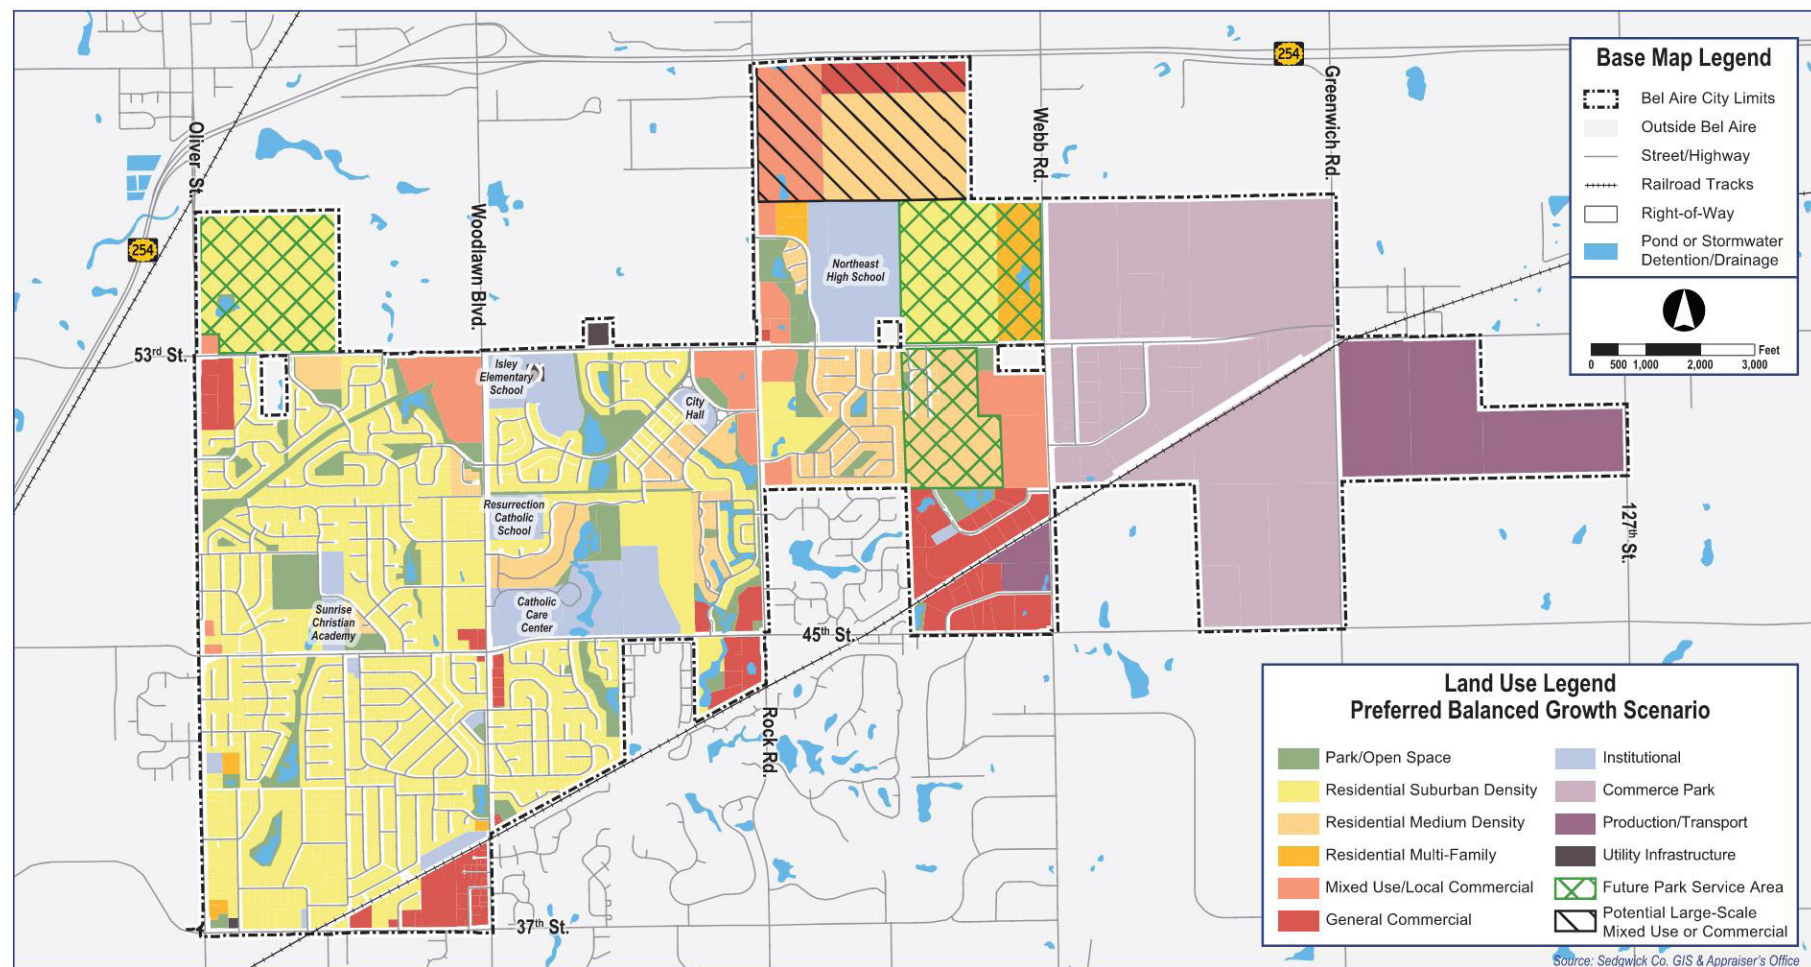 254
Base Map Legend
Bel Aire City Limits
Outside Bel Aire
Street/Highway
Railroad Tracks
Right-of-Way
Pond or Stormwater
Detention/Drainage
0 500 1,000 2,000 3,000 Feet
Oliver St.
254
Woodlawn Blvd.
Webb Rd.
Greenwich Rd.
Northeast
High School
53rd St.
Isley
Elementary
School
City
Hall
Resurrection
Catholic
School
127th St.
Sunrise
Christian
Academy
Catholic
Care
Center
45th St.
Rock Rd.
37th St.
Land Use Legend
Preferred Balanced Growth Scenario
Park/Open Space
Residential Suburban Density
Residential Medium Density
Residential Multi-Family
Mixed Use/Local Commercial
General Commercial
Institutional
Commerce Park
Production/Transport
Utility Infrastructure
Future Park Service Area
Potential Large-Scale
Mixed Use or Commercial
Source: Sedgwick Co. GIS & Appraiser's Office